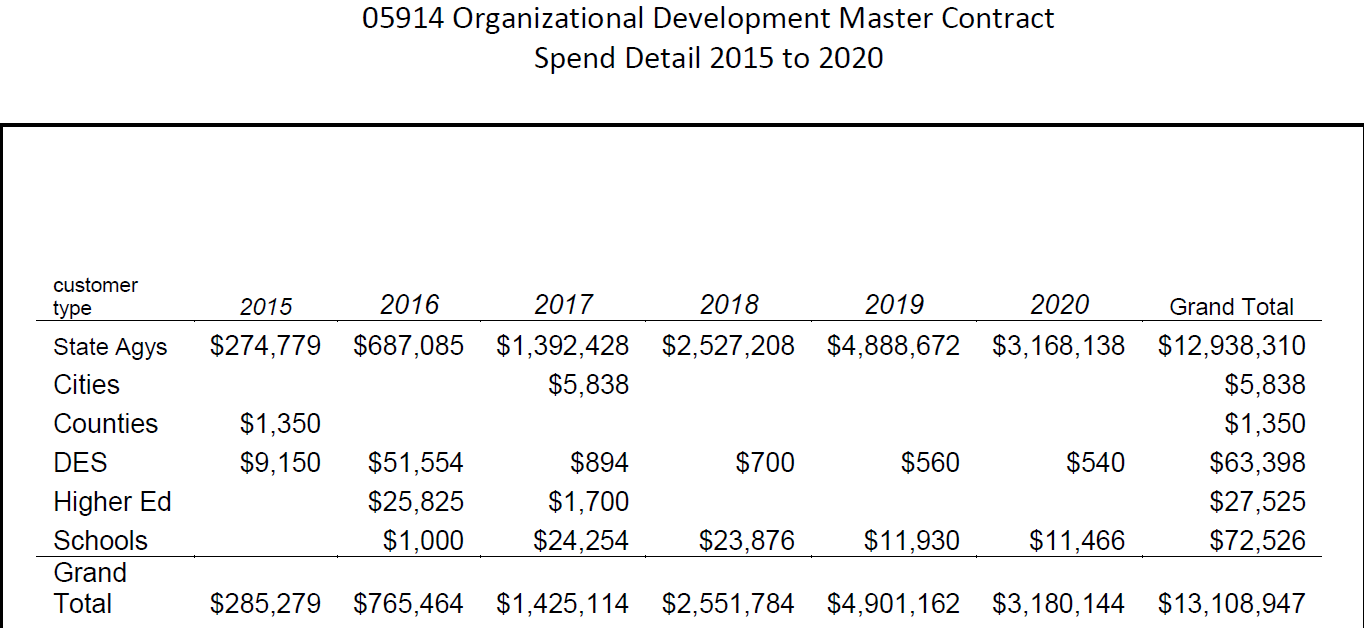 05914 Organizational Development Master Contract
Spend Detail 2015 to 2020
customer
type 2015 2016 2017 2018 2019 2020 Grand Total
State Agys $274,779 $687,085 $1,392,428 $2,527,208 $4,888,672 $3,168,138 $12,938,310
Cities $5,838 $5,838
Counties $1,350 $1,350
DES $9,150 $51,554 $894 $700 $560 $540 $63,398
Higher Ed $25,825 $1,700 $27,525
Schools $1,000 $24,254 $23,876 $11,930 $11,466 $72,526
Grand
Total $285,279 $765,464 $1,425,114 $2,551,784 $4,901,162 $3,180,144 $13,108,947